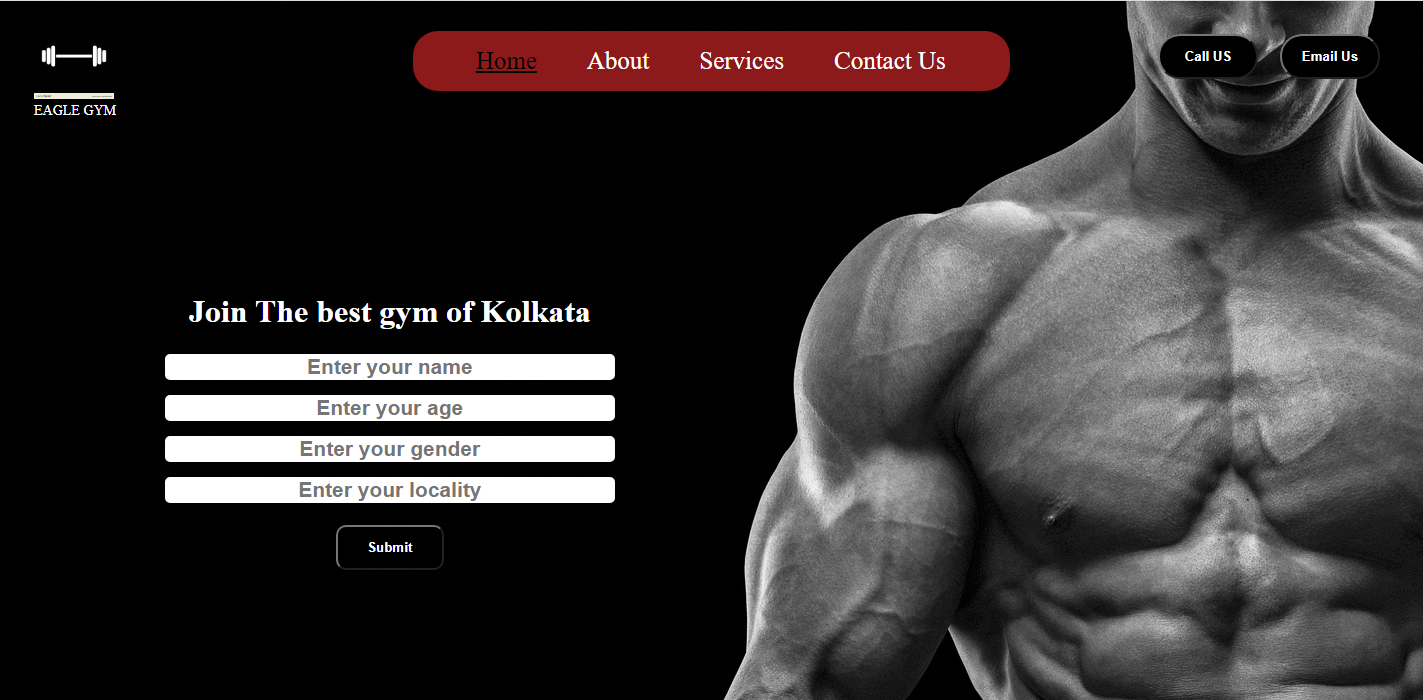 Home About Services Contact Us
Call US Email Us
EAGLE GYM
Join The best gym of Kolkata
Enter your name
Enter your age
Enter your gender
Enter your locality
Submit